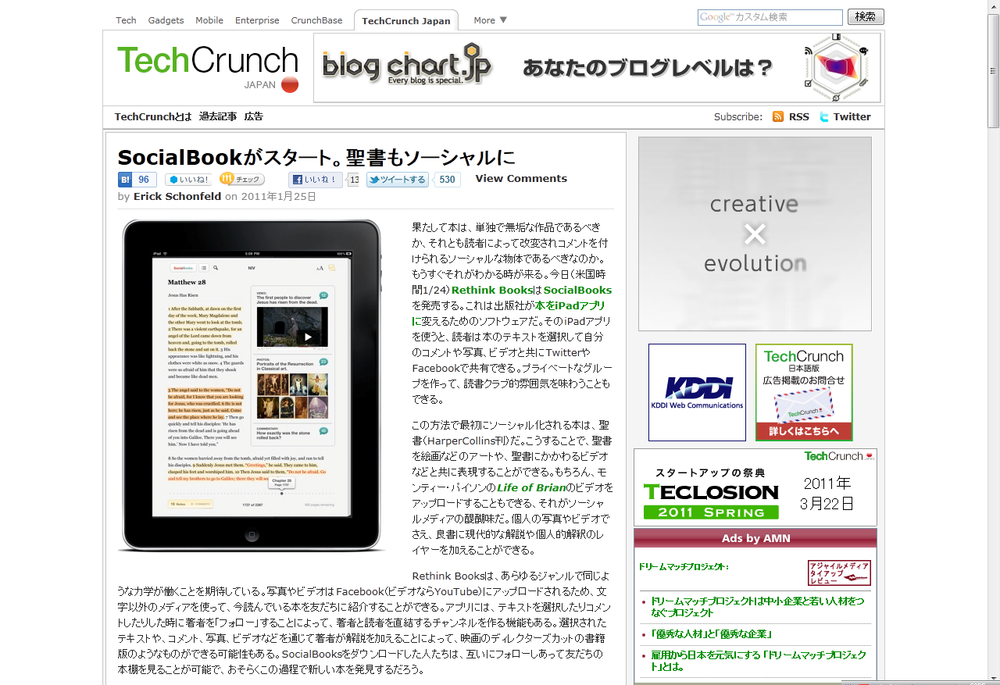 Tech Gadgets Mobile Enterprise CrunchBase TechCrunch Japan More ▼
Google™ カスタム検索 検索
TechCrunch
JAPAN
blog chart.jp
Every blog is special.
あなたのブログレベルは？
TechCrunchとは 過去記事 広告
Subscribe: RSS Twitter
SocialBookがスタート。聖書もソーシャルに
B! 96 いいね! チェック いいね！ 13 ツイートする 530 View Comments
by Erick Schonfeld on 2011年1月25日
iPad 5:09 PM 100%
SocialBooks NIV AA
Matthew 28
Jesus Has Risen
1 After the Sabbath, at dawn on the first
day of the week, Mary Magdalene and
the other Mary went to look at the tomb.
2 There was a violent earthquake, for an
angel of the Lord came down from
heaven and, going to the tomb, rolled
back the stone and sat on it. 3 His
appearance was like lightning, and his
clothes were white as snow. 4 The guards
were so afraid of him that they shook
and became like dead men.
5 The angel said to the women, "Do not
be afraid, for I know that you are looking
for Jesus, who was crucified. 6 He is not
here; he has risen, just as he said. Come
and see the place where he lay. 7 Then go
quickly and tell his disciples: 'He has
risen from the dead and is going ahead
of you into Galilee. There you will see
him.' Now I have told you."
8 So the women hurried away from the tomb, afraid yet filled with joy, and ran to tell
his disciples. 9 Suddenly Jesus met them. "Greetings," he said. They came to him,
clasped his feet and worshiped him. 10 Then Jesus said to them, "Do not be afraid. Go
and tell my brothers to go to Galilee; there they will see
VIDEO:
The first people to discover
Jesus has risen from the dead.
12
PHOTOS:
Portraits of the Resurrection
in Classical art.
23
COMMENTARY:
How exactly was the stone
rolled back?
Chapter 28
Page 1737
Notes
1737 of 2367
果たして本は、単独で無垢な作品であるべき
か、それとも読者によって改変されコメントを付
けられるソーシャルな物体であるべきなのか。
もうすぐそれがわかる時が来る。今日（米国時
間1/24）Rethink BooksはSocialBooks
を発売する。これは出版社が本をiPadアプリ
に変えるためのソフトウェアだ。そのiPadアプリ
を使うと、読者は本のテキストを選択して自分
のコメントや写真、ビデオと共にTwitterや
Facebookで共有できる。プライベートなグルー
プを作って、読書クラブ的雰囲気を味わうことも
できる。
この方法で最初にソーシャル化される本は、聖
書（HarperCollins刊）だ。こうすることで、聖書
を絵画などのアートや、聖書にかかわるビデオ
などと共に表現することができる。もちろん、モ
ンティー・パイソンのLife of Brianのビデオを
アップロードすることもできる、それがソーシャ
ルメディアの醍醐味だ。個人の写真やビデオで
さえ、良書に現代的な解説や個人的解釈のレ
イヤーを加えることができる。
Rethink Booksは、あらゆるジャンルで同じよ
うな力学が働くことを期待している。写真やビデオはFacebook（ビデオならYouTube）にアップロードされるため、文
字以外のメディアを使って、今読んでいる本を友だちに紹介することができる。アプリには、テキストを選択したりコメン
トしたりした時に著者を「フォロー」することによって、著者と読者を直結するチャンネルを作る機能もある。選択された
テキストや、コメント、写真、ビデオなどを通じて著者が解説を加えることによって、映画のディレクターズカットの書籍
版のようなものができる可能性もある。SocialBooksをダウンロードした人たちは、互いにフォローしあって友だちの
本棚を見ることが可能で、おそらくこの過程で新しい本を発見するだろう。
creative
×
evolution
KDDI
KDDI Web Communications
TechCrunch
日本語版
広告掲載のお問合せ
TechCrunch
詳しくはこちらへ
TechCrunch
スタートアップの祭典
TECLOSION
2011 SPRING
2011年
3月22日
Ads by AMN
ドリームマッチプロジェクト:
アジャイルメディア
タイアップ
レビュー
ドリームマッチプロジェクトは中小企業と若い人材をつ
なぐプロジェクト
「優秀な人材」と「優秀な企業」
雇用から日本を元気にする「ドリームマッチプロジェク
ト」とは。